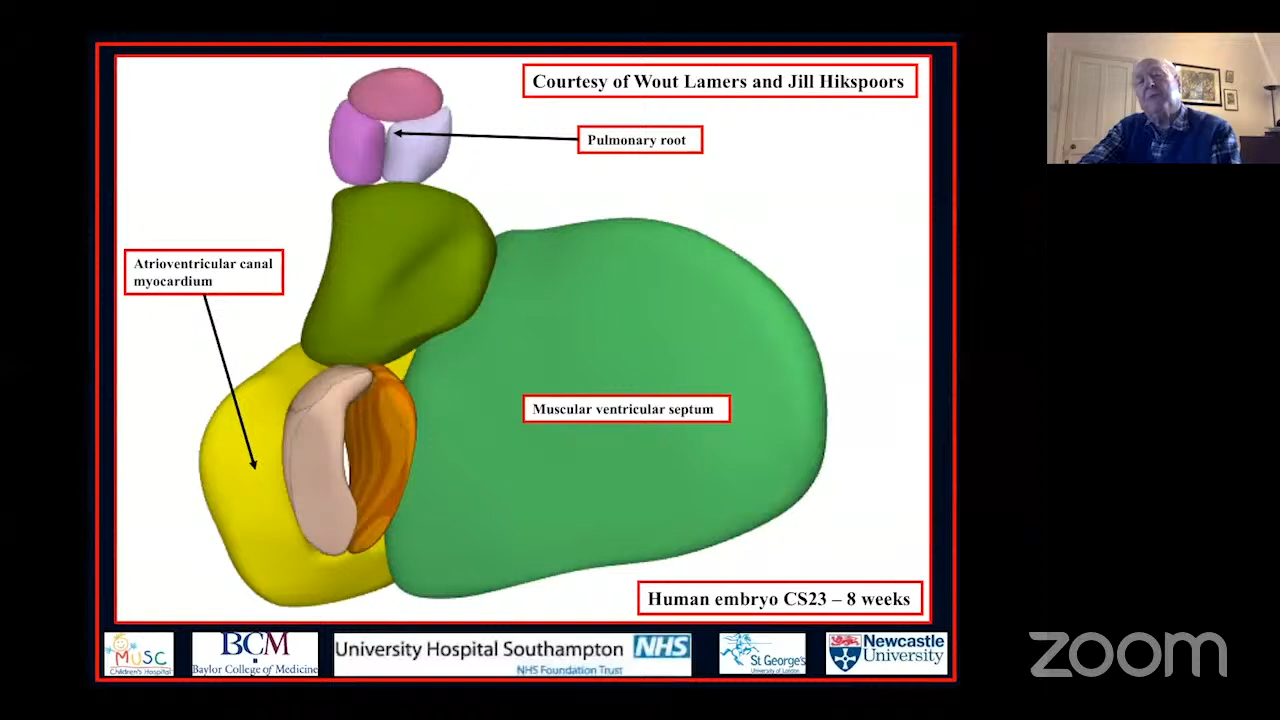 Courtesy of Wout Lamers and Jill Hikspoors
Pulmonary root
Atrioventricular canal
myocardium
Muscular ventricular septum
Human embryo CS23 – 8 weeks
MUSC
Children's Hospital
BCM
Baylor College of Medicine
University Hospital Southampton
NHS
NHS Foundation Trust
St George's
University of London
Newcastle
University
zoom